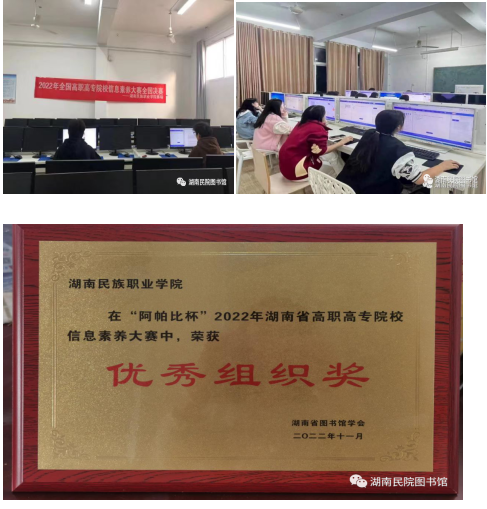 2022年全国高职高专院校信息素养大赛全国决赛
湖南民院图书馆
湖南民院图书馆
湖南民族职业学院
在“阿帕比杯”2022年湖南省高职高专院校
信息素养大赛中，荣获
优秀组织奖
湖南省图书馆学会
二〇二二年十一月
湖南民院图书馆